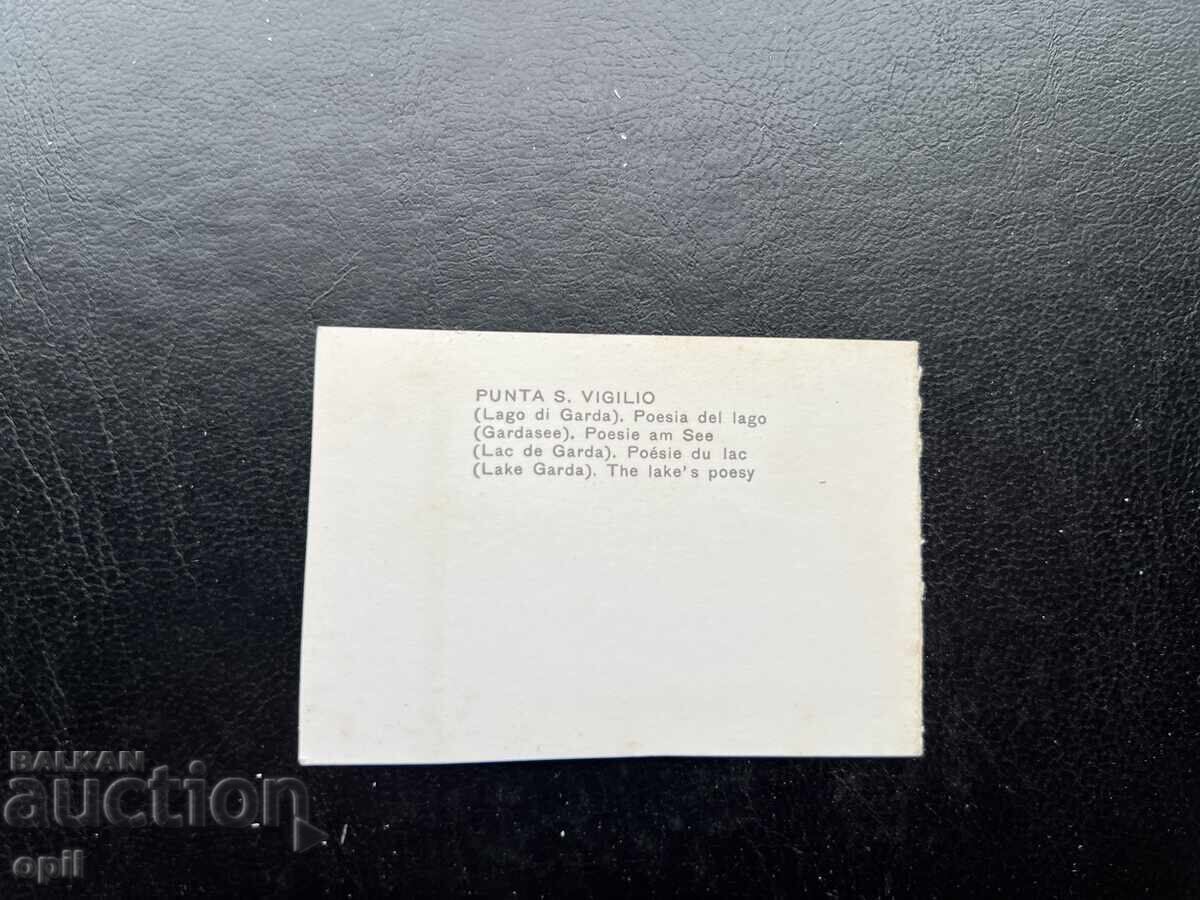 PUNTA S. VIGILIO
(Lago di Garda). Poesia del lago
(Gardasee). Poesie am See
(Lac de Garda). Poésie du lac
(Lake Garda). The lake's poesy
BALKAN
auction
opil